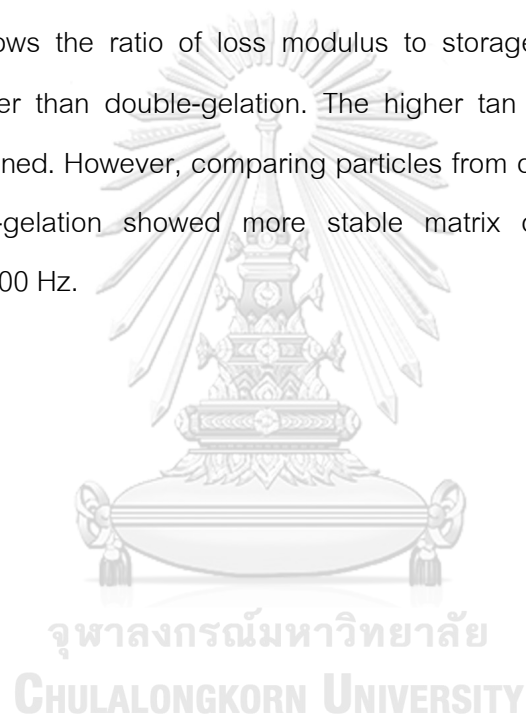 ows the ratio of loss modulus to storage
er than double-gelation. The higher tan
ned. However, comparing particles from
-gelation showed more stable matrix
00 Hz.
จุฬาลงกรณ์มหาวิทยาลัย
CHULALONGKORN UNIVERSITY